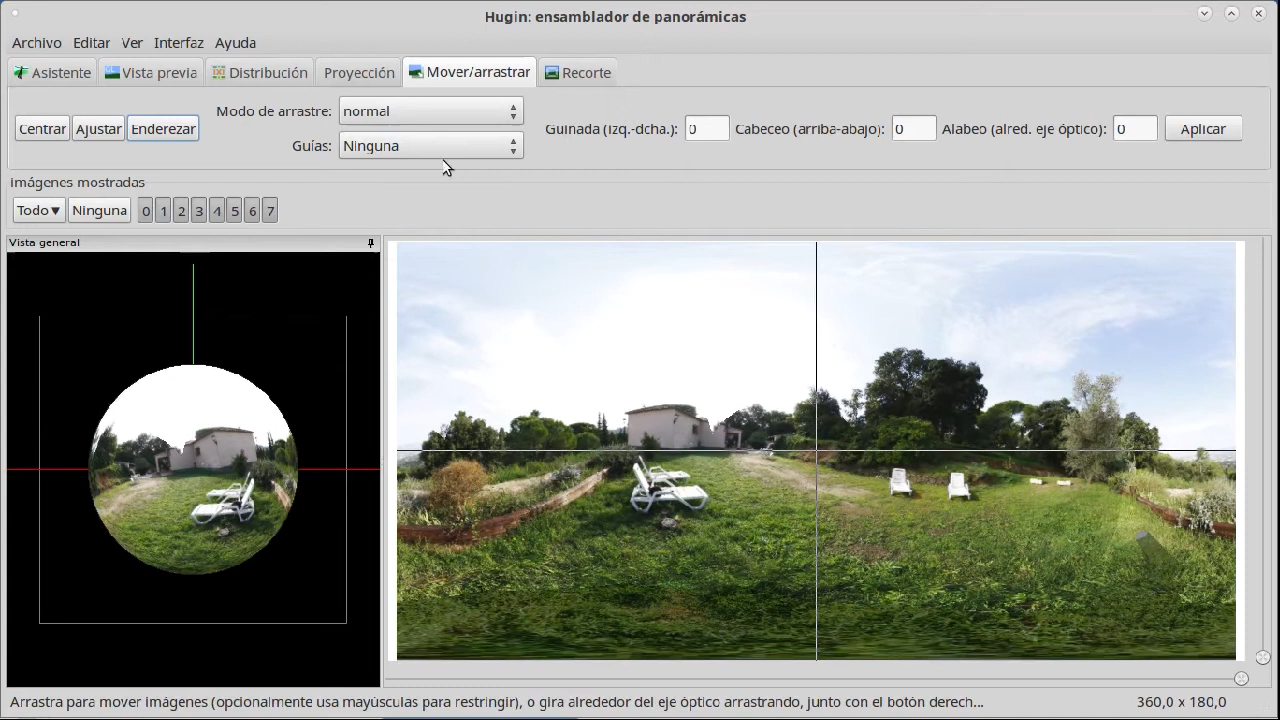 Hugin: ensamblador de panorámicas
Archivo Editar Ver Interfaz Ayuda
Asistente Vista previa Distribución Proyección Mover/arrastrar Recorte
Centrar Ajustar Enderezar Modo de arrastre: normal Guiñada (izq.-dcha.): 0 Cabeceo (arriba-abajo): 0 Alabeo (alred. eje óptico): 0 Aplicar
Guías: Ninguna
Imágenes mostradas
Todo Ninguna 0 1 2 3 4 5 6 7
Vista general
Arrastra para mover imágenes (opcionalmente usa mayúsculas para restringir), o gira alrededor del eje óptico arrastrando, junto con el botón derech... 360,0 x 180,0